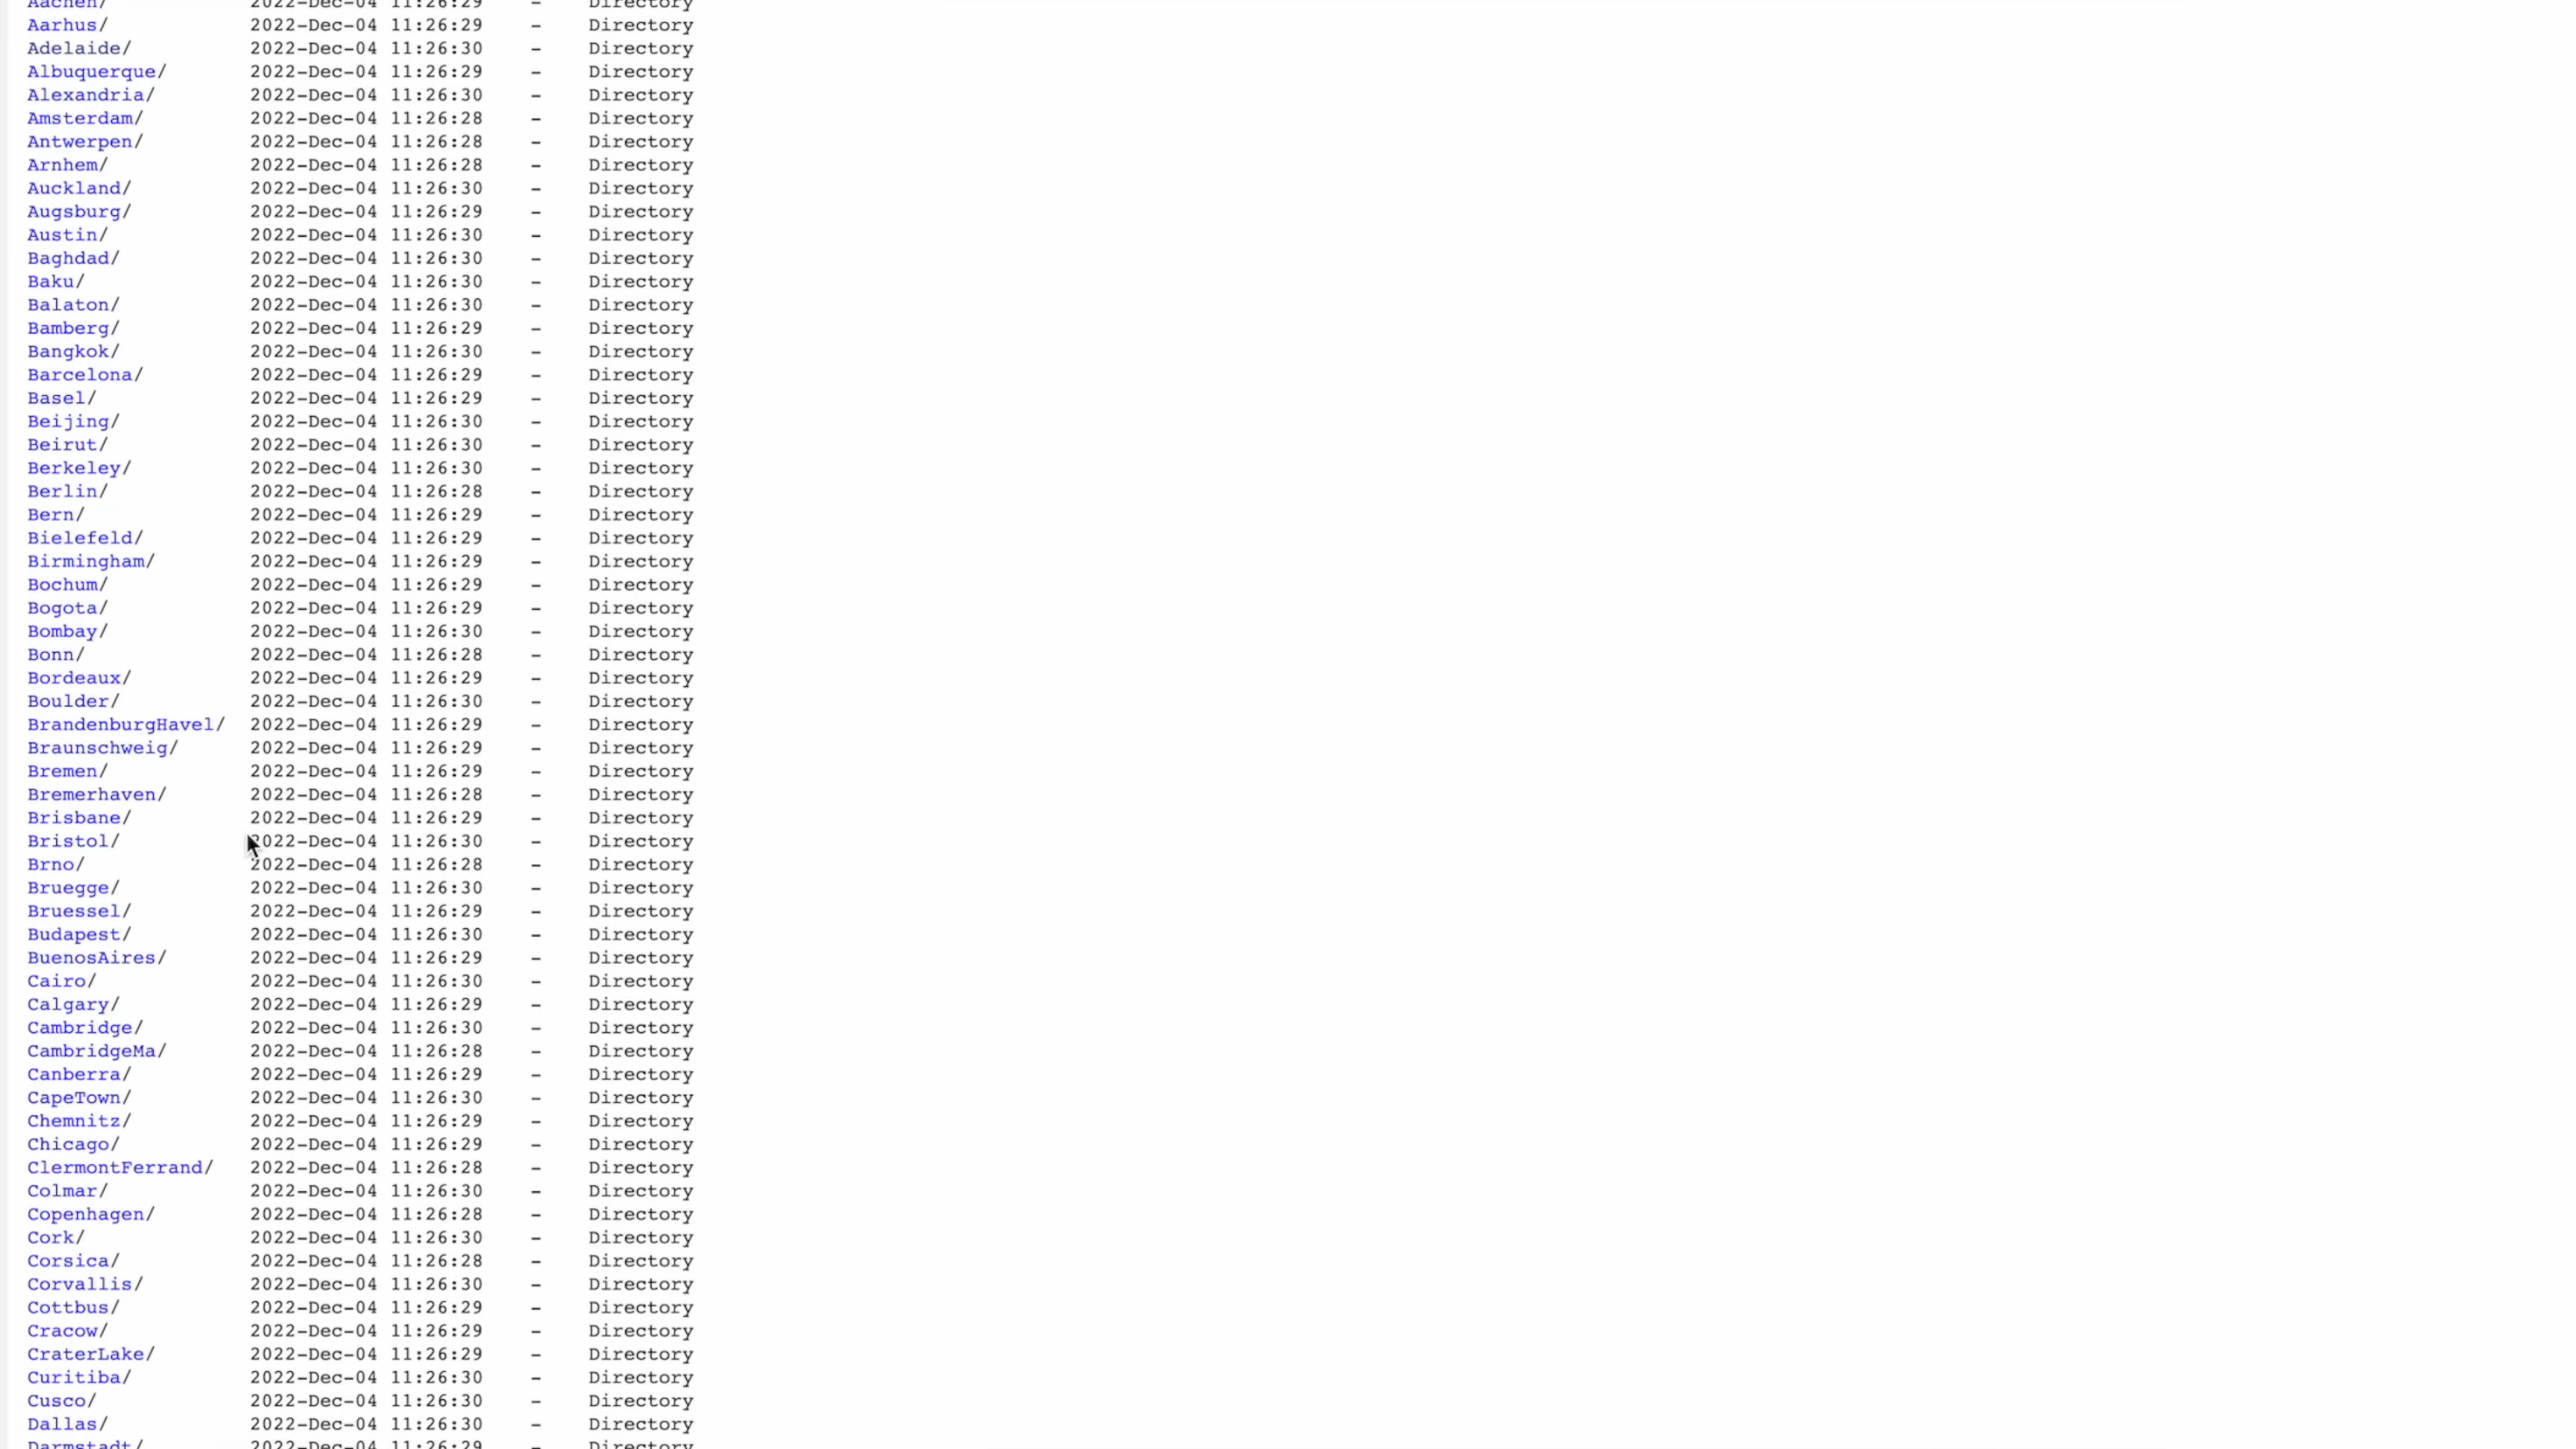 Aachen/ 2022-Dec-04 11:26:29 - Directory
Aarhus/ 2022-Dec-04 11:26:29 - Directory
Adelaide/ 2022-Dec-04 11:26:30 - Directory
Albuquerque/ 2022-Dec-04 11:26:29 - Directory
Alexandria/ 2022-Dec-04 11:26:30 - Directory
Amsterdam/ 2022-Dec-04 11:26:28 - Directory
Antwerpen/ 2022-Dec-04 11:26:28 - Directory
Arnhem/ 2022-Dec-04 11:26:28 - Directory
Auckland/ 2022-Dec-04 11:26:30 - Directory
Augsburg/ 2022-Dec-04 11:26:29 - Directory
Austin/ 2022-Dec-04 11:26:30 - Directory
Baghdad/ 2022-Dec-04 11:26:30 - Directory
Baku/ 2022-Dec-04 11:26:30 - Directory
Balaton/ 2022-Dec-04 11:26:30 - Directory
Bamberg/ 2022-Dec-04 11:26:29 - Directory
Bangkok/ 2022-Dec-04 11:26:30 - Directory
Barcelona/ 2022-Dec-04 11:26:29 - Directory
Basel/ 2022-Dec-04 11:26:29 - Directory
Beijing/ 2022-Dec-04 11:26:30 - Directory
Beirut/ 2022-Dec-04 11:26:30 - Directory
Berkeley/ 2022-Dec-04 11:26:30 - Directory
Berlin/ 2022-Dec-04 11:26:28 - Directory
Bern/ 2022-Dec-04 11:26:29 - Directory
Bielefeld/ 2022-Dec-04 11:26:29 - Directory
Birmingham/ 2022-Dec-04 11:26:29 - Directory
Bochum/ 2022-Dec-04 11:26:29 - Directory
Bogota/ 2022-Dec-04 11:26:29 - Directory
Bombay/ 2022-Dec-04 11:26:30 - Directory
Bonn/ 2022-Dec-04 11:26:28 - Directory
Bordeaux/ 2022-Dec-04 11:26:29 - Directory
Boulder/ 2022-Dec-04 11:26:30 - Directory
BrandenburgHavel/ 2022-Dec-04 11:26:29 - Directory
Braunschweig/ 2022-Dec-04 11:26:29 - Directory
Bremen/ 2022-Dec-04 11:26:29 - Directory
Bremerhaven/ 2022-Dec-04 11:26:28 - Directory
Brisbane/ 2022-Dec-04 11:26:29 - Directory
Bristol/ 2022-Dec-04 11:26:30 - Directory
Brno/ 2022-Dec-04 11:26:28 - Directory
Bruegge/ 2022-Dec-04 11:26:30 - Directory
Bruessel/ 2022-Dec-04 11:26:29 - Directory
Budapest/ 2022-Dec-04 11:26:30 - Directory
BuenosAires/ 2022-Dec-04 11:26:29 - Directory
Cairo/ 2022-Dec-04 11:26:30 - Directory
Calgary/ 2022-Dec-04 11:26:29 - Directory
Cambridge/ 2022-Dec-04 11:26:30 - Directory
CambridgeMa/ 2022-Dec-04 11:26:28 - Directory
Canberra/ 2022-Dec-04 11:26:29 - Directory
CapeTown/ 2022-Dec-04 11:26:30 - Directory
Chemnitz/ 2022-Dec-04 11:26:29 - Directory
Chicago/ 2022-Dec-04 11:26:29 - Directory
ClermontFerrand/ 2022-Dec-04 11:26:28 - Directory
Colmar/ 2022-Dec-04 11:26:30 - Directory
Copenhagen/ 2022-Dec-04 11:26:28 - Directory
Cork/ 2022-Dec-04 11:26:30 - Directory
Corsica/ 2022-Dec-04 11:26:28 - Directory
Corvallis/ 2022-Dec-04 11:26:30 - Directory
Cottbus/ 2022-Dec-04 11:26:29 - Directory
Cracow/ 2022-Dec-04 11:26:29 - Directory
CraterLake/ 2022-Dec-04 11:26:29 - Directory
Curitiba/ 2022-Dec-04 11:26:30 - Directory
Cusco/ 2022-Dec-04 11:26:30 - Directory
Dallas/ 2022-Dec-04 11:26:30 - Directory
Darmstadt/ 2022-Dec-04 11:26:29 - Directory